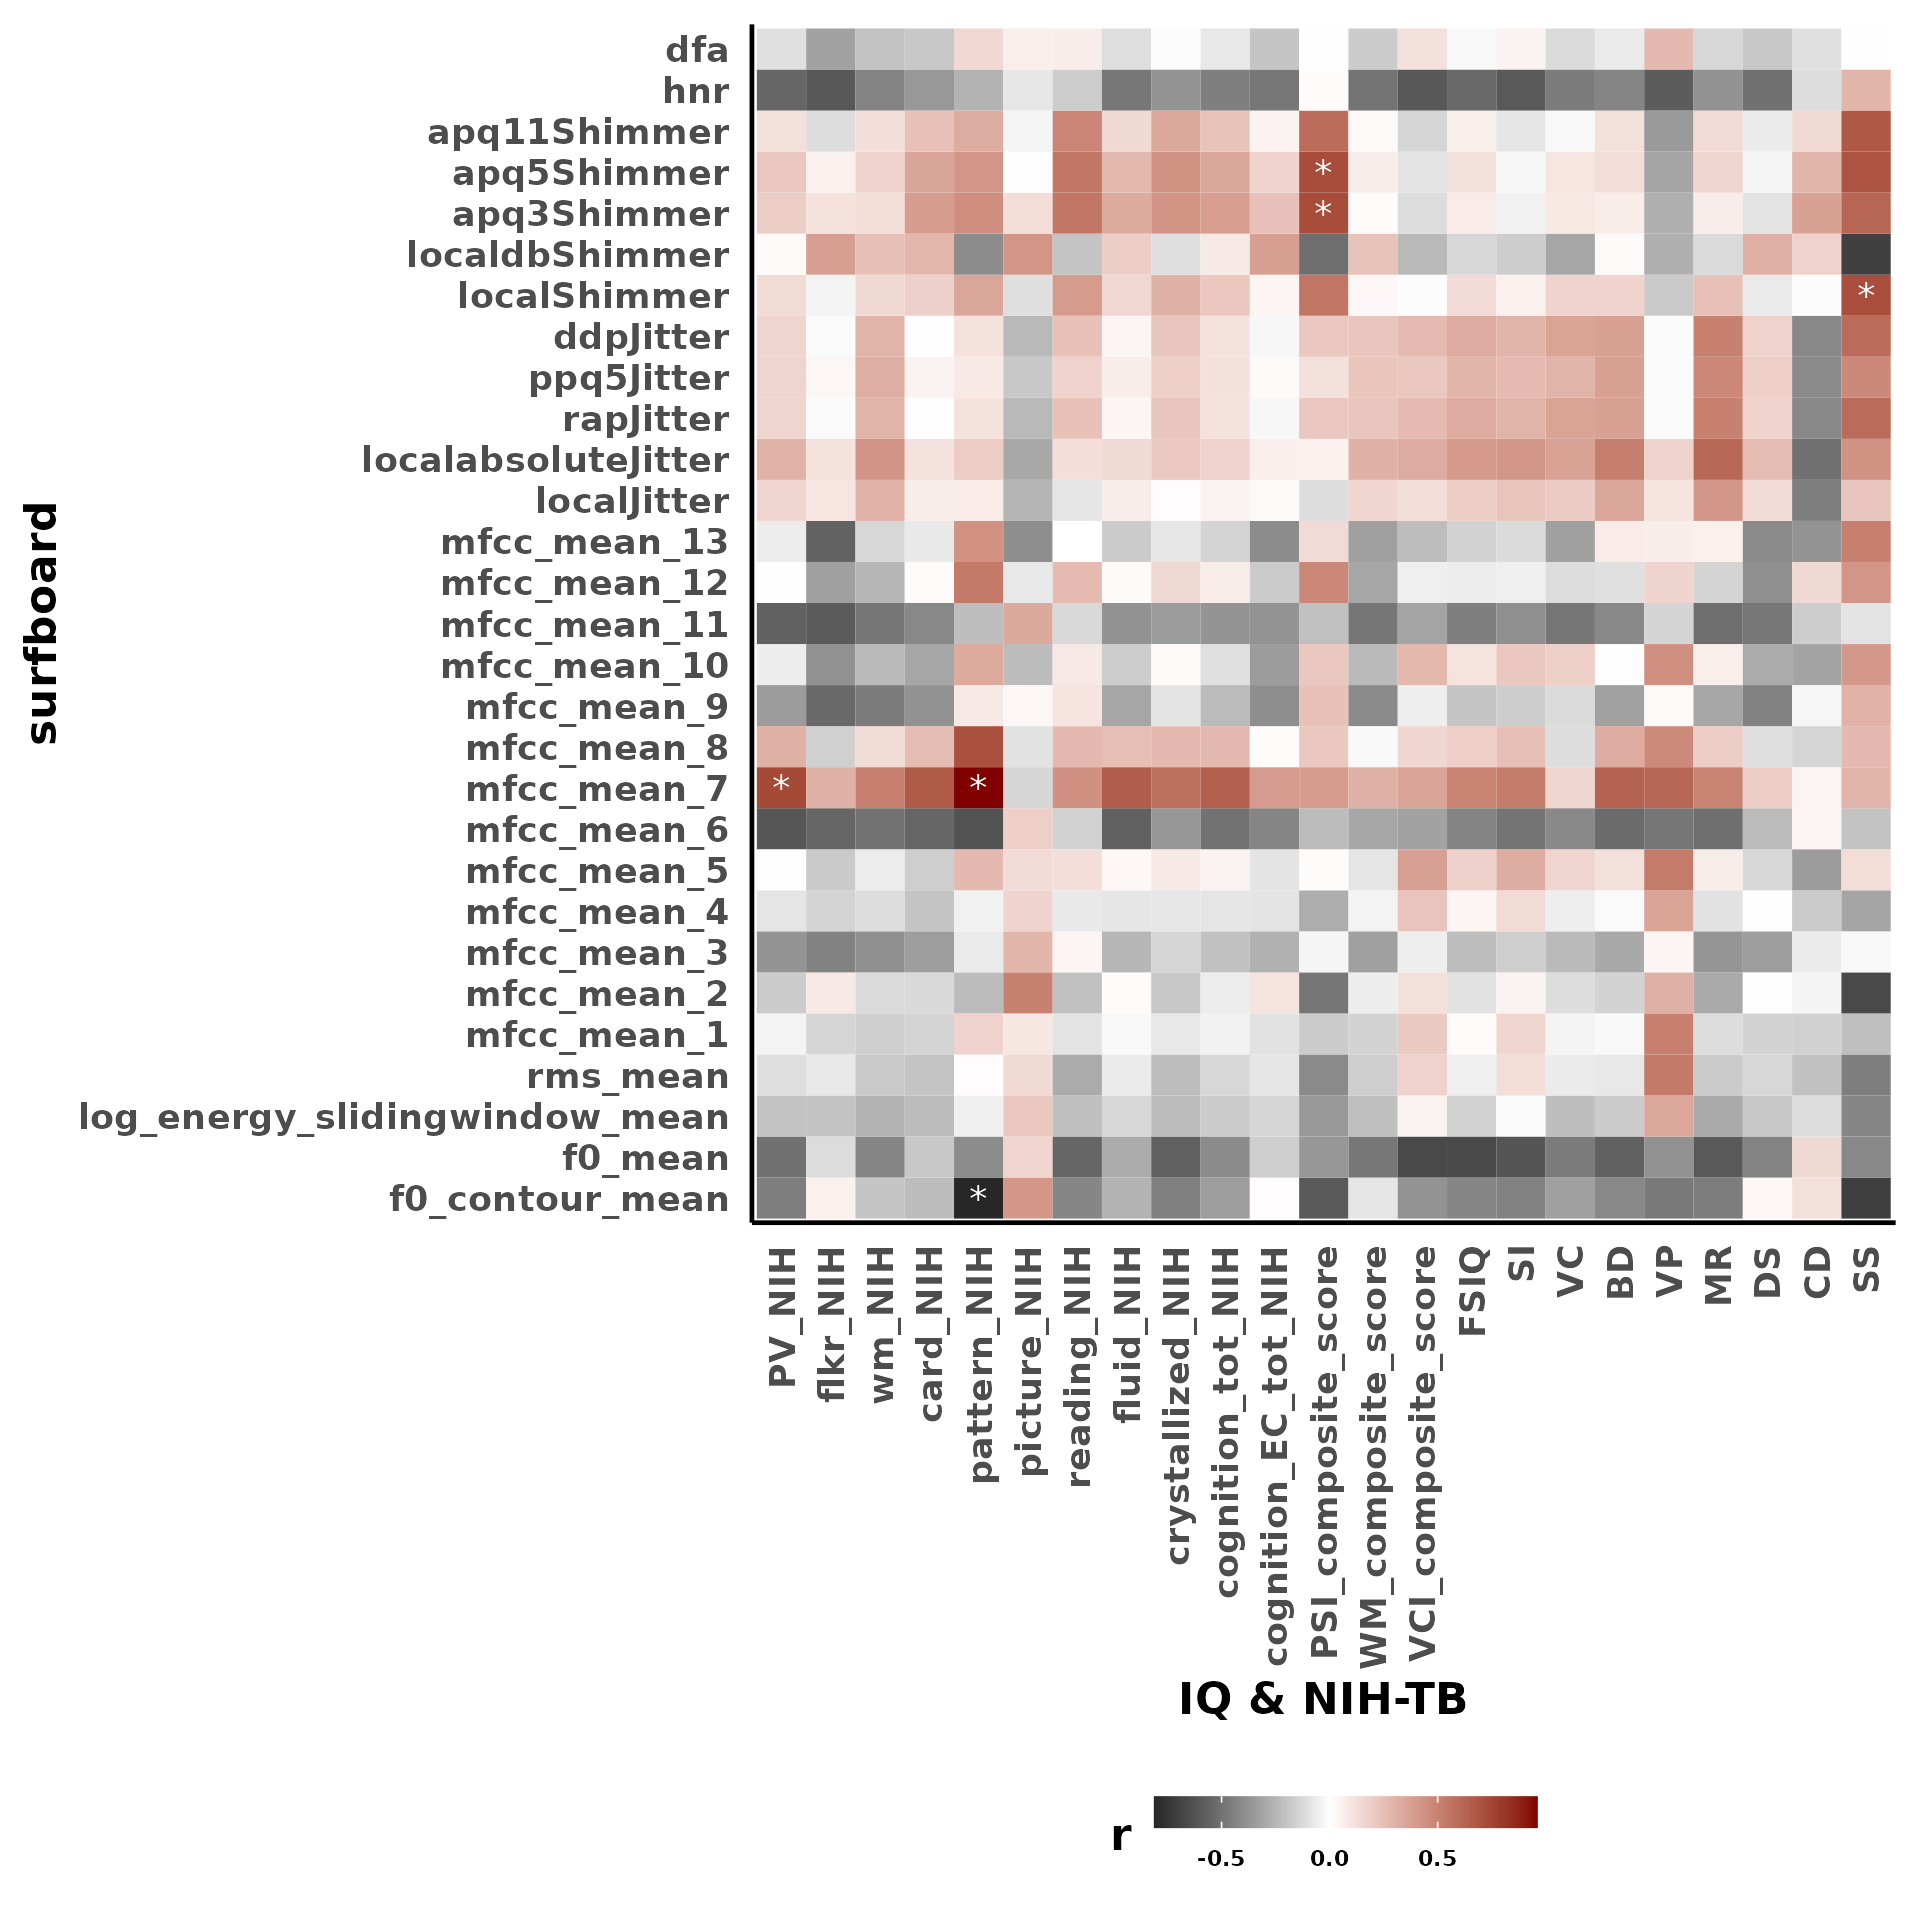 surfboard
dfa
hnr
apq11Shimmer
apq5Shimmer
*
apq3Shimmer
*
localdbShimmer
localShimmer
*
ddpJitter
ppq5Jitter
rapJitter
localabsoluteJitter
localJitter
mfcc_mean_13
mfcc_mean_12
mfcc_mean_11
mfcc_mean_10
mfcc_mean_9
mfcc_mean_8
mfcc_mean_7
* *
mfcc_mean_6
mfcc_mean_5
mfcc_mean_4
mfcc_mean_3
mfcc_mean_2
mfcc_mean_1
rms_mean
log_energy_slidingwindow_mean
f0_mean
f0_contour_mean
*
PV_NIH
flkr_NIH
wm_NIH
card_NIH
pattern_NIH
picture_NIH
reading_NIH
fluid_NIH
crystallized_NIH
cognition_tot_NIH
cognition_EC_tot_NIH
PSI_composite_score
WM_composite_score
VCI_composite_score
FSIQ
SI
VC
BD
VP
MR
DS
CD
SS
IQ & NIH-TB
r
-0.5 0.0 0.5